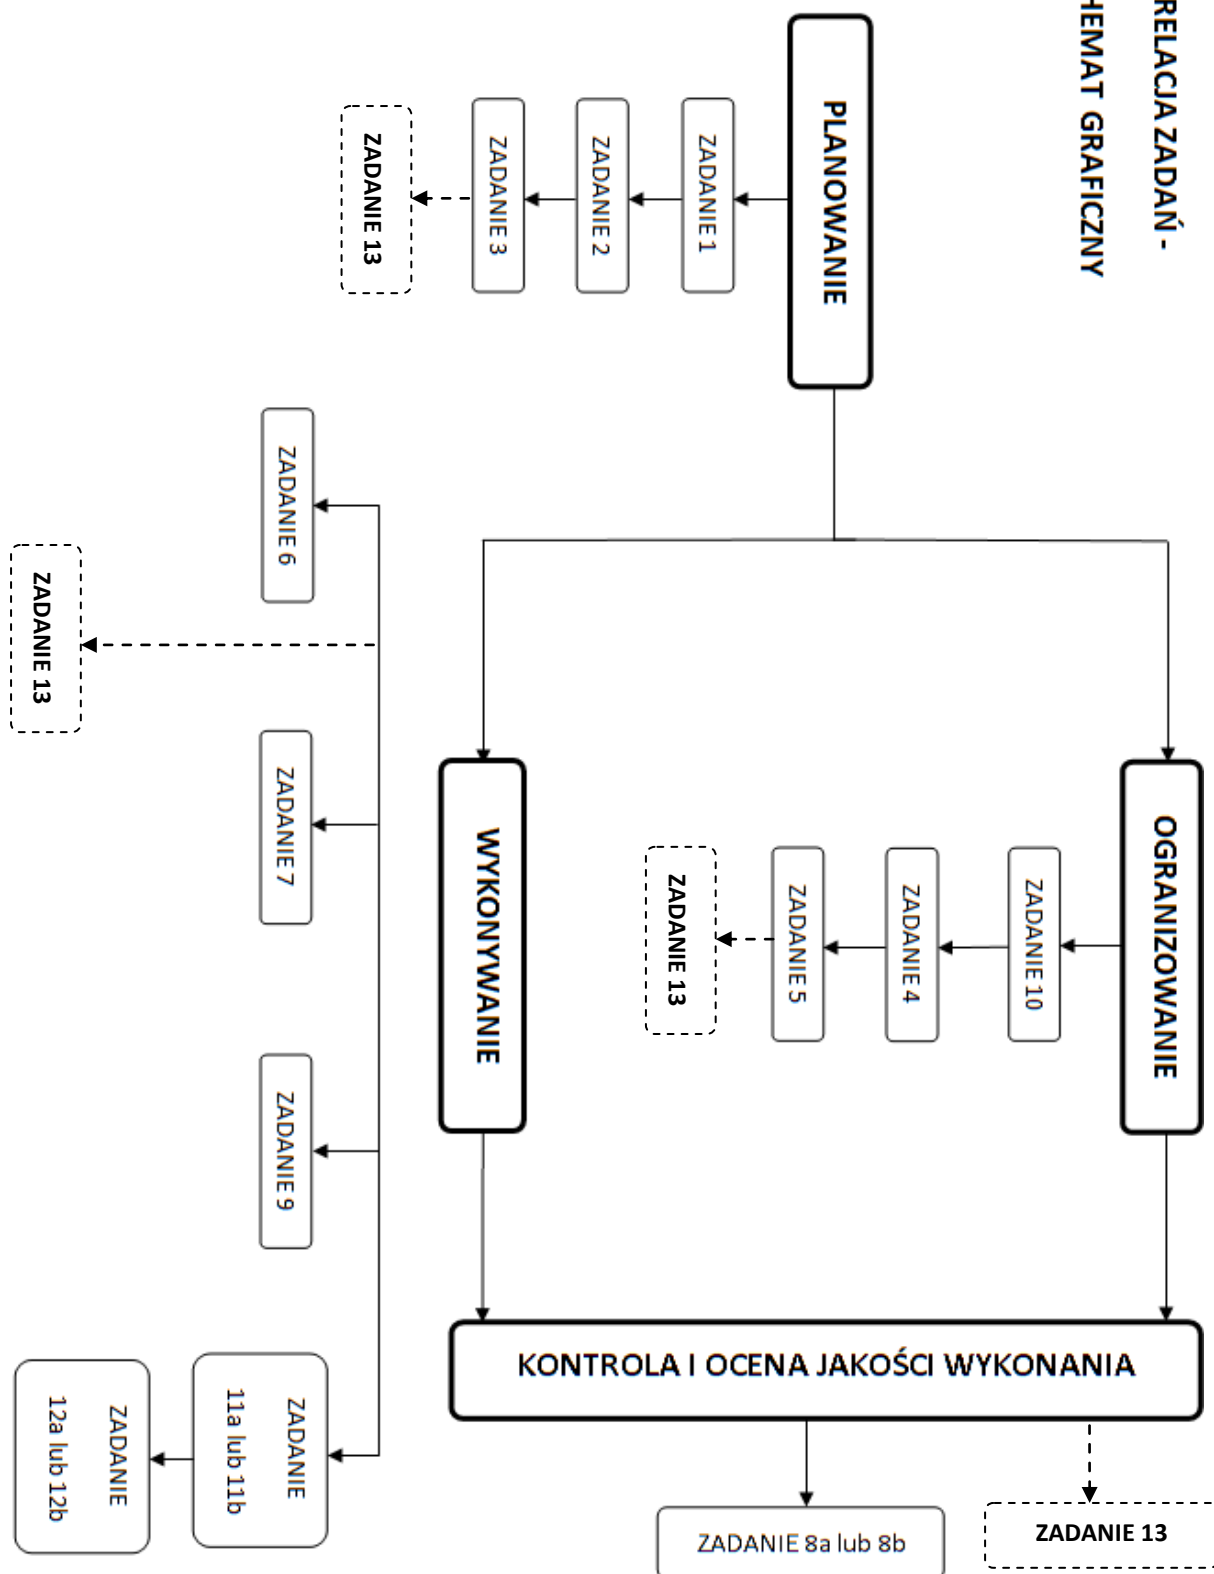 RELACJA ZADAŃ -
HEMAT GRAFICZNY
PLANOWANIE
ZADANIE 1
ZADANIE 2
ZADANIE 3
ZADANIE 13
OGRANIZOWANIE
ZADANIE 10
ZADANIE 4
ZADANIE 5
ZADANIE 13
WYKONYWANIE
ZADANIE 6
ZADANIE 13
ZADANIE 7
ZADANIE 9
ZADANIE
11a lub 11b
ZADANIE
12a lub 12b
KONTROLA I OCENA JAKOŚCI WYKONANIA
ZADANIE 8a lub 8b
ZADANIE 13